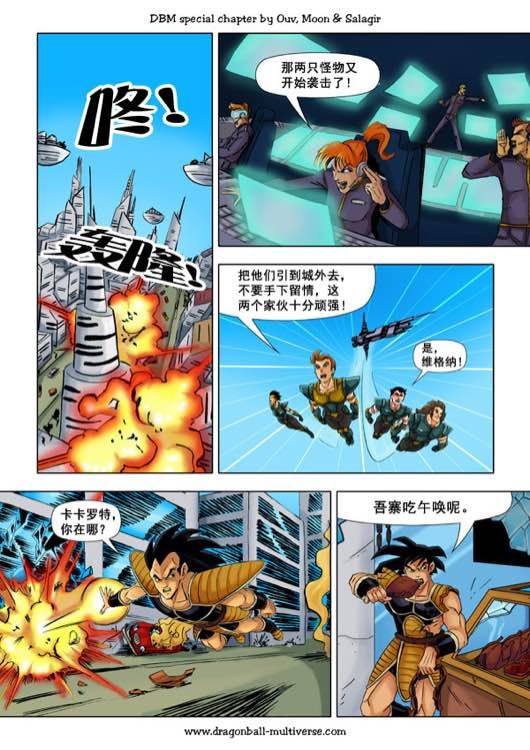 DBM special chapter by Ouv, Moon & Salagir
咚！
轰隆！
那两只怪物又
开始袭击了！
把他们引到城外去，
不要手下留情，这
两个家伙十分顽强！
是，
维格纳！
卡卡罗特，
你在哪？
吾寨吃午唤呢。
www.dragonball-multiverse.com